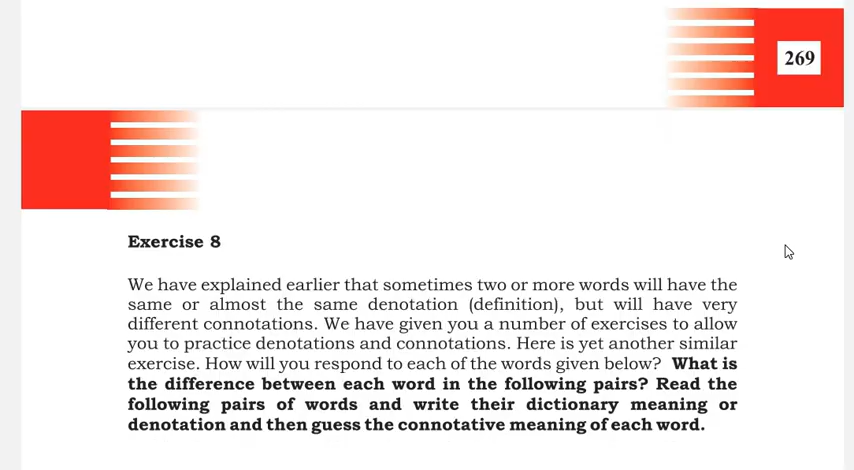 269
Exercise 8
We have explained earlier that sometimes two or more words will have the
same or almost the same denotation (definition), but will have very
different connotations. We have given you a number of exercises to allow
you to practice denotations and connotations. Here is yet another similar
exercise. How will you respond to each of the words given below? What is
the difference between each word in the following pairs? Read the
following pairs of words and write their dictionary meaning or
denotation and then guess the connotative meaning of each word.